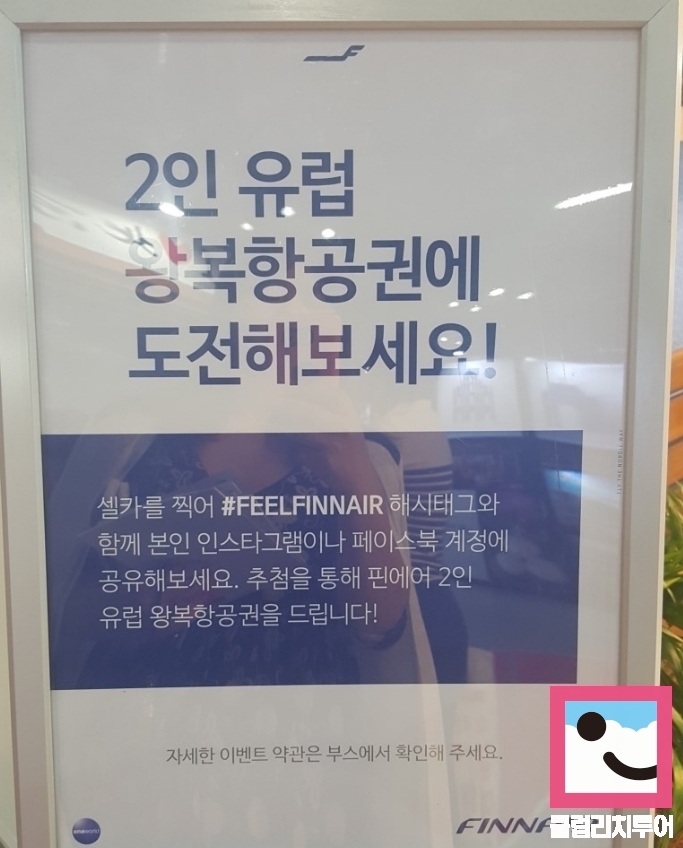 2인 유럽
왕복항공권에
도전해보세요!
셀카를 찍어 #FEELFINNAIR 해시태그와
함께 본인 인스타그램이나 페이스북 계정에
공유해보세요. 추첨을 통해 핀에어 2인
유럽 왕복항공권을 드립니다!
자세한 이벤트 약관은 부스에서 확인해 주세요.
oneworld
FINNA
클럽리치투어